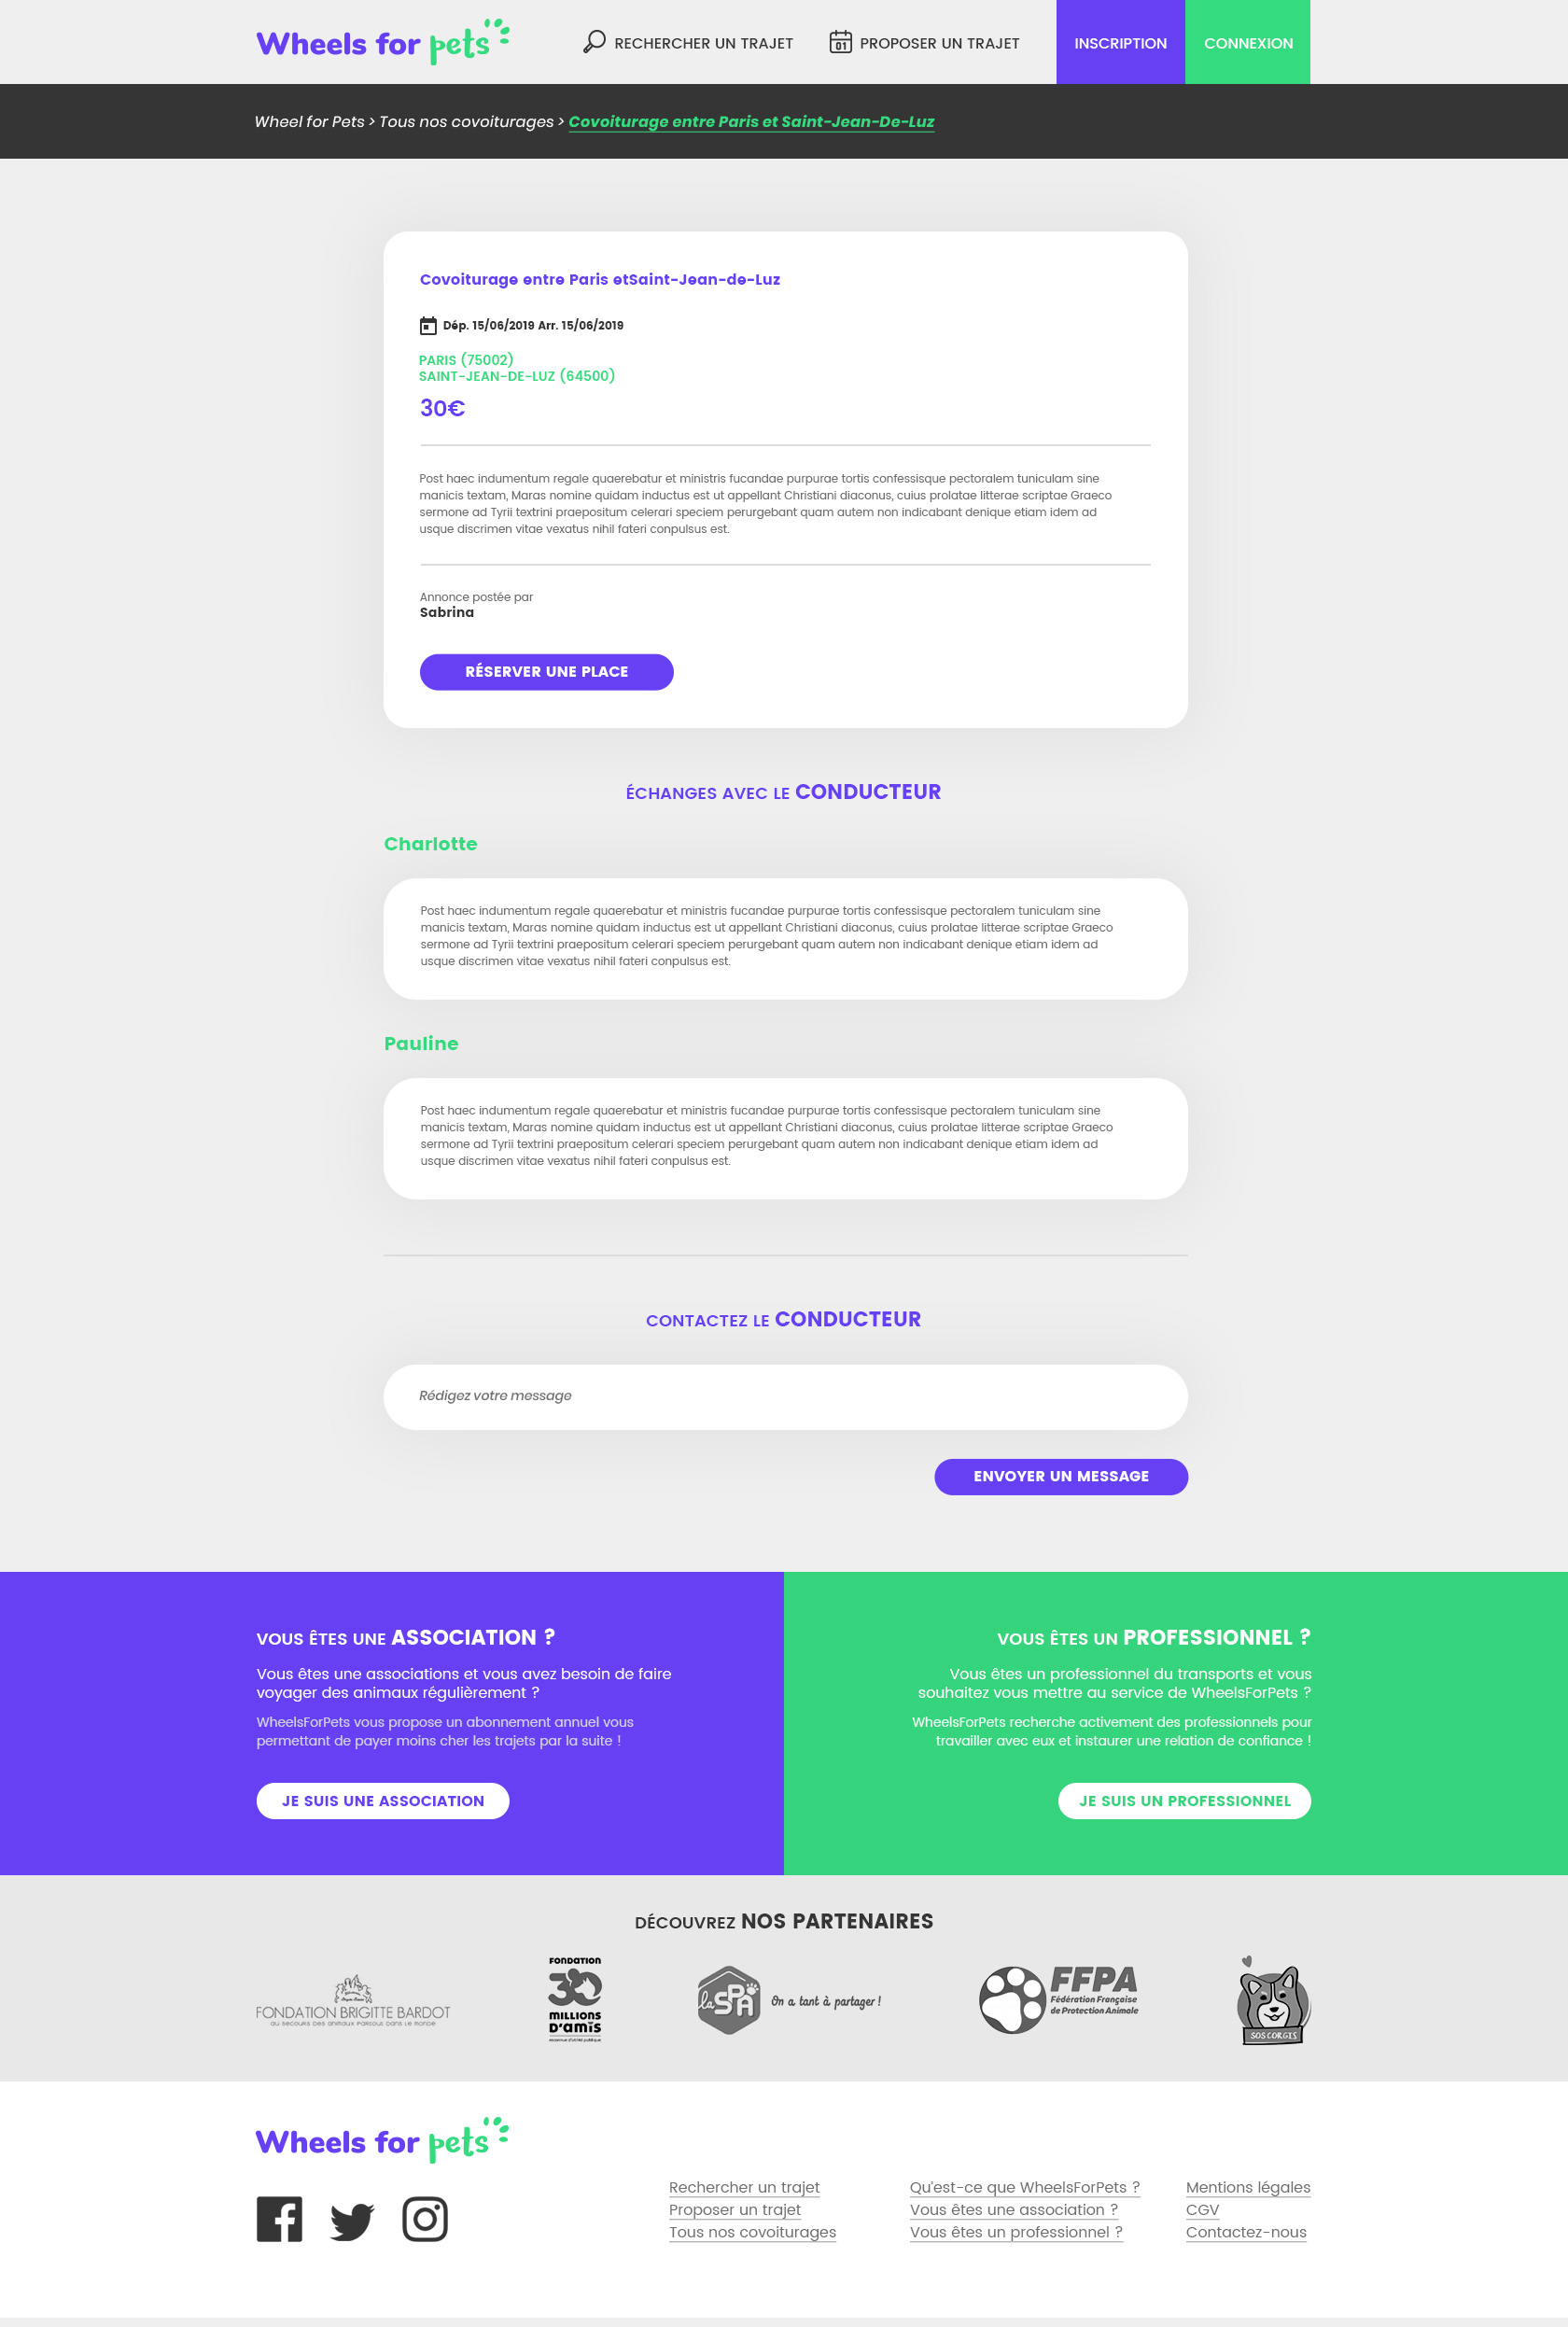 Wheels for pets
RECHERCHER UN TRAJET
01
PROPOSER UN TRAJET
INSCRIPTION
CONNEXION
Wheel for Pets > Tous nos covoiturages > Covoiturage entre Paris et Saint-Jean-De-Luz
Covoiturage entre Paris etSaint-Jean-de-Luz
Dép. 15/06/2019 Arr. 15/06/2019
PARIS (75002)
SAINT-JEAN-DE-LUZ (64500)
30€
Post haec indumentum regale quaerebatur et ministris fucandae purpurae tortis confessisque pectoralem tuniculam sine
manicis textam, Maras nomine quidam inductus est ut appellant Christiani diaconus, cuius prolatae litterae scriptae Graeco
sermone ad Tyrii textrini praepositum celerari speciem perurgebant quam autem non indicabant denique etiam idem ad
usque discrimen vitae vexatus nihil fateri conpulsus est.
Annonce postée par
Sabrina
RÉSERVER UNE PLACE
ÉCHANGES AVEC LE CONDUCTEUR
Charlotte
Post haec indumentum regale quaerebatur et ministris fucandae purpurae tortis confessisque pectoralem tuniculam sine
manicis textam, Maras nomine quidam inductus est ut appellant Christiani diaconus, cuius prolatae litterae scriptae Graeco
sermone ad Tyrii textrini praepositum celerari speciem perurgebant quam autem non indicabant denique etiam idem ad
usque discrimen vitae vexatus nihil fateri conpulsus est.
Pauline
Post haec indumentum regale quaerebatur et ministris fucandae purpurae tortis confessisque pectoralem tuniculam sine
manicis textam, Maras nomine quidam inductus est ut appellant Christiani diaconus, cuius prolatae litterae scriptae Graeco
sermone ad Tyrii textrini praepositum celerari speciem perurgebant quam autem non indicabant denique etiam idem ad
usque discrimen vitae vexatus nihil fateri conpulsus est.
CONTACTEZ LE CONDUCTEUR
Rédigez votre message
ENVOYER UN MESSAGE
VOUS ÊTES UNE ASSOCIATION ?
Vous êtes une associations et vous avez besoin de faire
voyager des animaux régulièrement ?
WheelsForPets vous propose un abonnement annuel vous
permettant de payer moins cher les trajets par la suite !
JE SUIS UNE ASSOCIATION
VOUS ÊTES UN PROFESSIONNEL ?
Vous êtes un professionnel du transports et vous
souhaitez vous mettre au service de WheelsForPets ?
WheelsForPets recherche activement des professionnels pour
travailler avec eux et instaurer une relation de confiance !
JE SUIS UN PROFESSIONNEL
DÉCOUVREZ NOS PARTENAIRES
FONDATION BRIGITTE BARDOT
au secours des animaux partout dans le monde
FONDATION
30
MILLIONS
D'AMIS
reconnue d'utilité publique
la SPA
On a tant à partager !
FFPA
Fédération Française
de Protection Animale
SOS CORGIS
Wheels for pets
Rechercher un trajet
Proposer un trajet
Tous nos covoiturages
Qu'est-ce que WheelsForPets ?
Vous êtes une association ?
Vous êtes un professionnel ?
Mentions légales
CGV
Contactez-nous